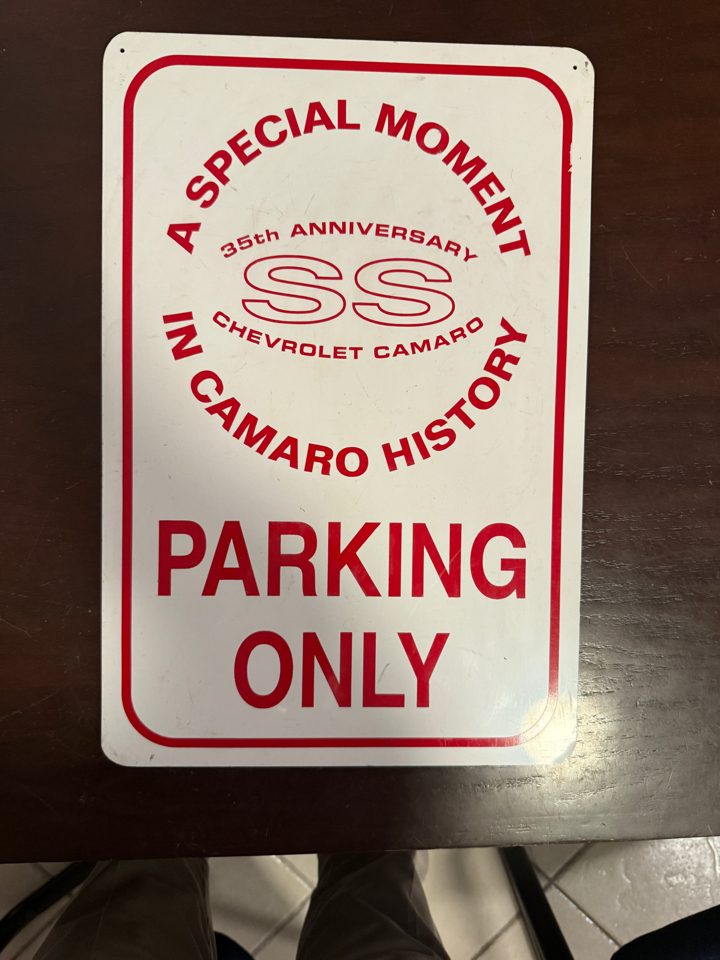 A SPECIAL MOMENT
35th ANNIVERSARY
SS
CHEVROLET CAMARO
IN CAMARO HISTORY
PARKING
ONLY